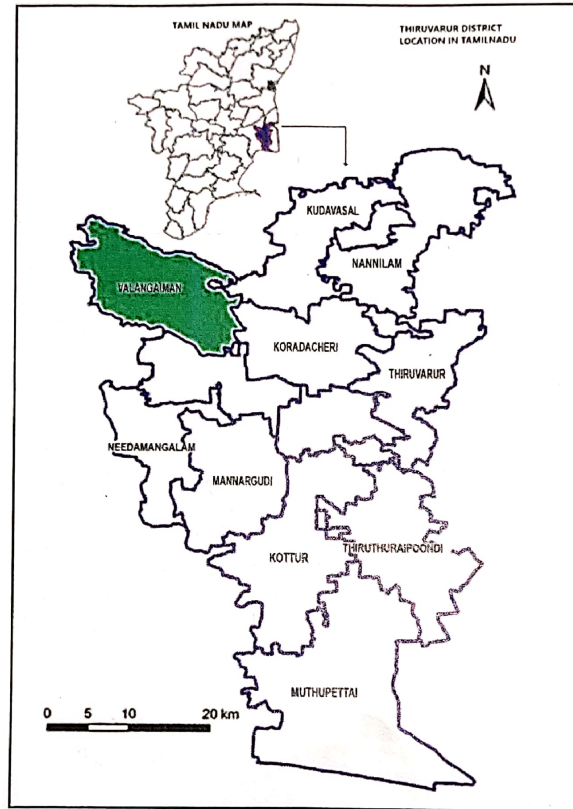 TAMIL NADU MAP
THIRUVARUR DISTRICT
LOCATION IN TAMILNADU
N
KUDAVASAL
NANNILAM
VALANGAIMAN
KORADACHERI
THIRUVARUR
NEEDAMANGALAM
MANNARGUDI
KOTTUR
THIRUTHURAIPOONDI
MUTHUPETTAI
0 5 10 20 km